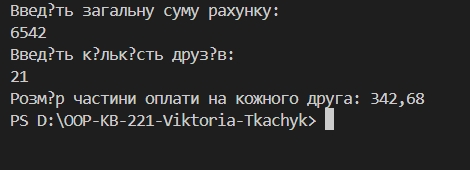 Введ?ть загальну суму рахунку:
6542
Введ?ть к?льк?сть друз?в:
21
Розм?р частини оплати на кожного друга: 342,68
PS D:\OOP-KB-221-Viktoria-Tkachyk>